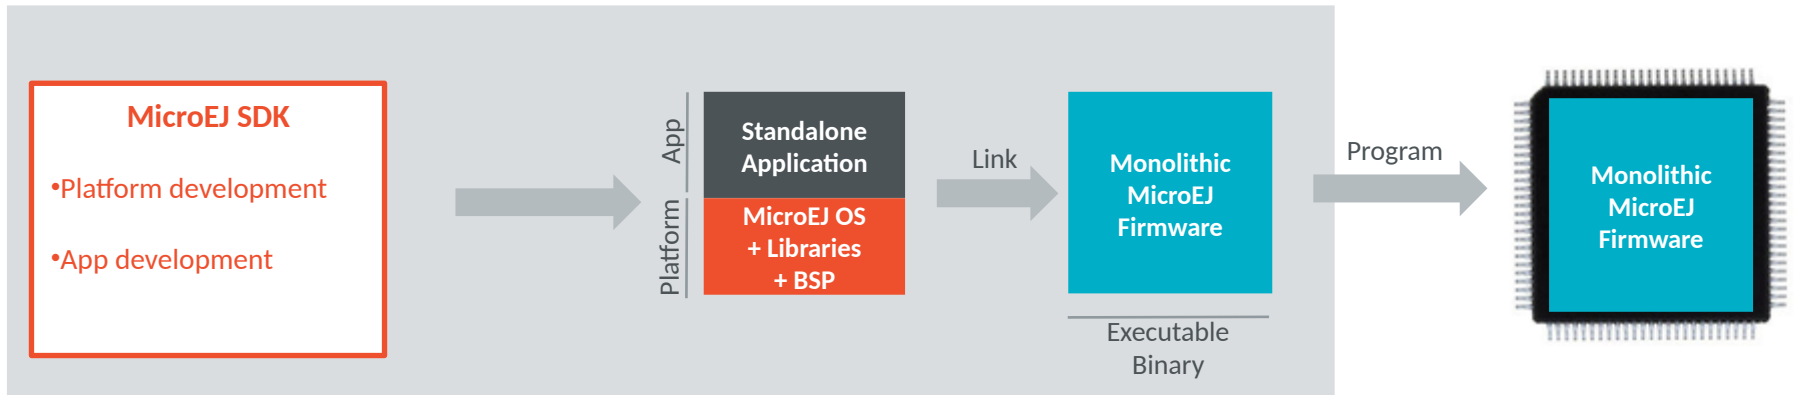 MicroEJ SDK
•Platform development
•App development
App
Platform
Standalone
Application
MicroEJ OS
+ Libraries
+ BSP
Link
Monolithic
MicroEJ
Firmware
Executable
Binary
Program
Monolithic
MicroEJ
Firmware